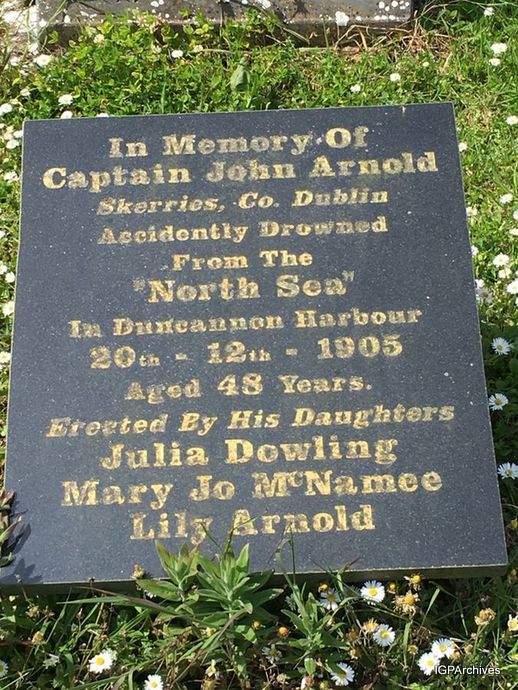 In Memory Of
Captain John Arnold
Skerries, Co. Dublin
Accidently Drowned
From The
"North Sea"
In Duncannon Harbour
20th - 12th - 1905
Aged 48 Years.
Erected By His Daughters
Julia Dowling
Mary Jo McNamee
Lily Arnold
IGPArchives